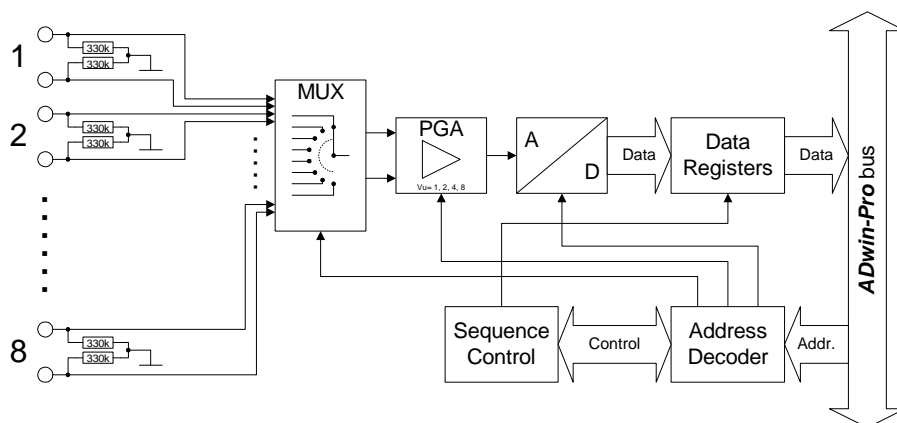 1
330k
330k
2
330k
330k
8
330k
330k
MUX
PGA
Vu= 1, 2, 4, 8
A
D
Data
Data
Registers
Data
Sequence
Control
Control
Address
Decoder
Addr.
ADwin-Pro bus